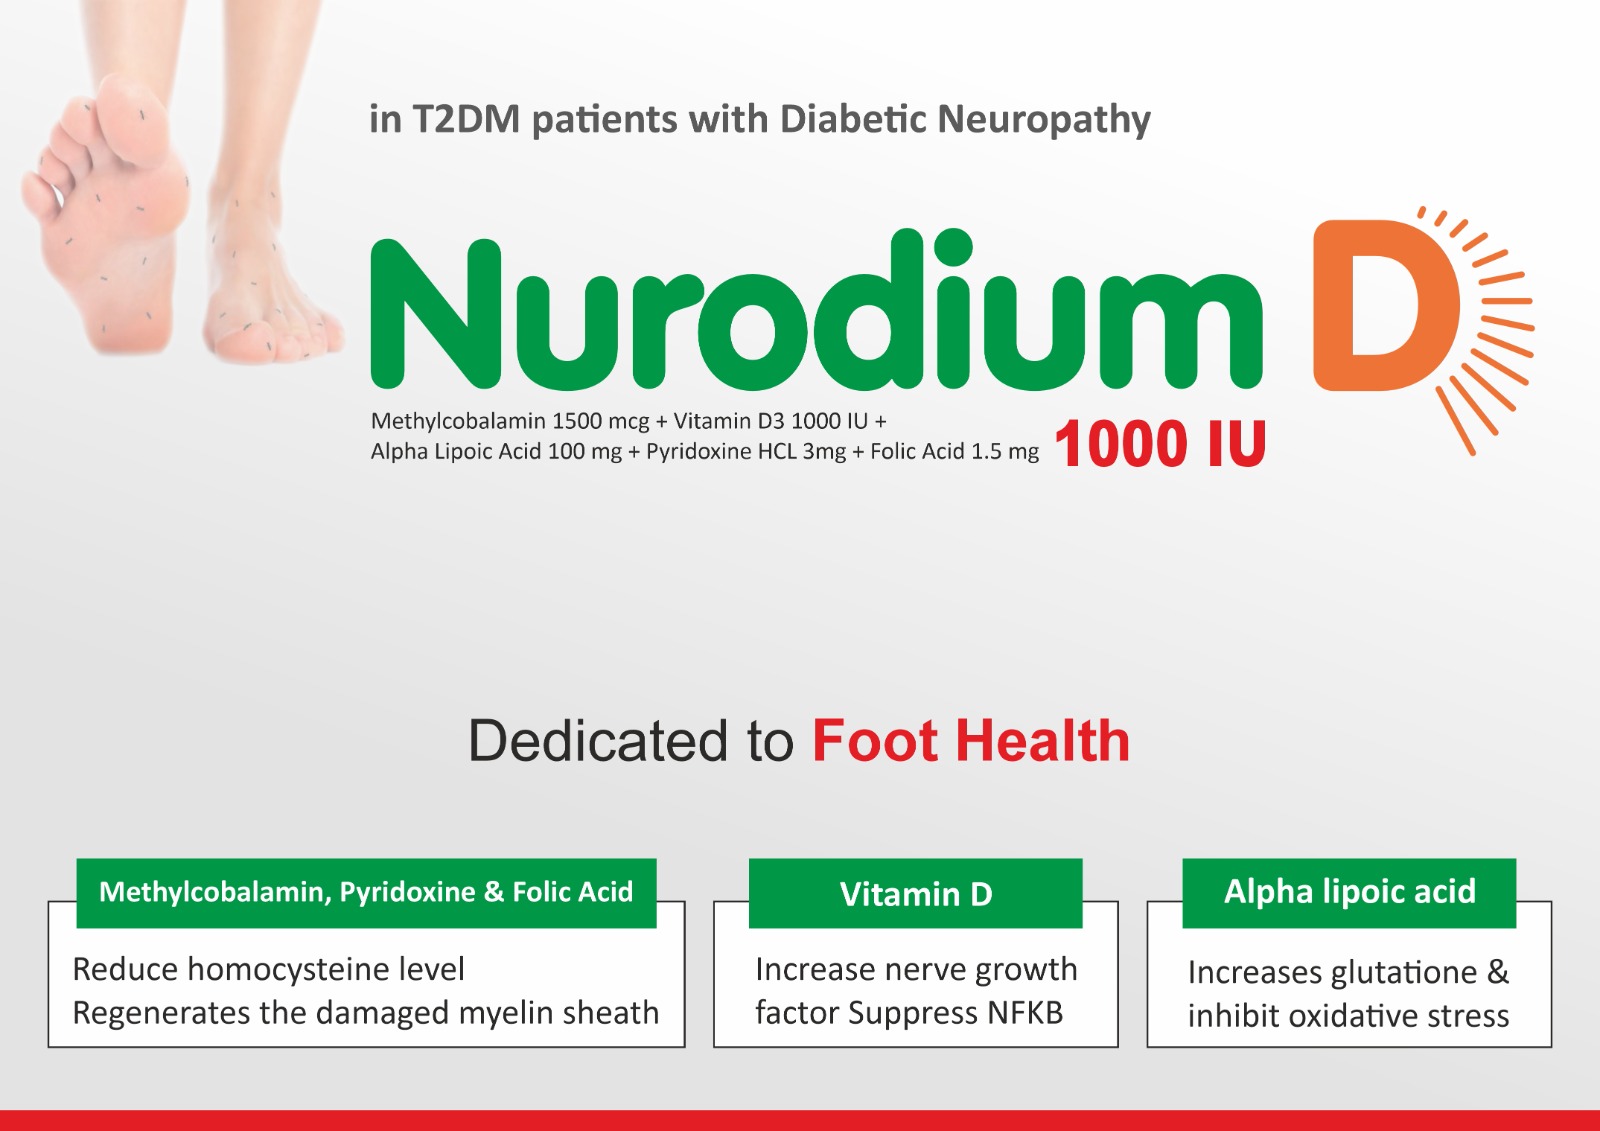 in T2DM patients with Diabetic Neuropathy
Nurodium D
Methylcobalamin 1500 mcg + Vitamin D3 1000 IU +
Alpha Lipoic Acid 100 mg + Pyridoxine HCL 3mg + Folic Acid 1.5 mg
1000 IU
Dedicated to Foot Health
Methylcobalamin, Pyridoxine & Folic Acid
Reduce homocysteine level
Regenerates the damaged myelin sheath
Vitamin D
Increase nerve growth
factor Suppress NFKB
Alpha lipoic acid
Increases glutatione &
inhibit oxidative stress